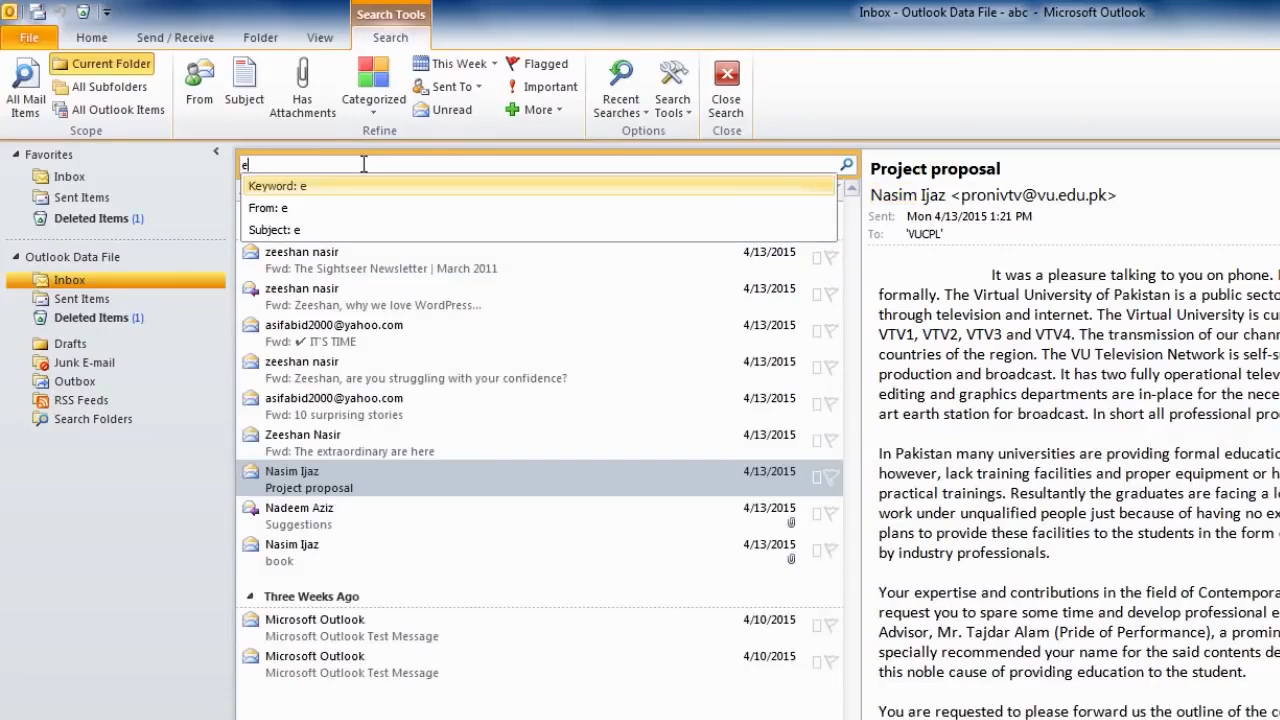 Search Tools
Inbox - Outlook Data File - abc - Microsoft Outlook
File Home Send / Receive Folder View Search
All Mail Items
Current Folder
All Subfolders
All Outlook Items
Scope
From
Subject
Has Attachments
Categorized
This Week
Sent To
Unread
Flagged
Important
More
Refine
Recent Searches
Search Tools
Options
Close Search
Close
Favorites
Inbox
Sent Items
Deleted Items (1)
Outlook Data File
Inbox
Sent Items
Deleted Items (1)
Drafts
Junk E-mail
Outbox
RSS Feeds
Search Folders
e
Keyword: e
From: e
Subject: e
zeeshan nasir 4/13/2015
Fwd: The Sightseer Newsletter | March 2011
zeeshan nasir 4/13/2015
Fwd: Zeeshan, why we love WordPress...
asifabid2000@yahoo.com 4/13/2015
Fwd: ✔ IT'S TIME
zeeshan nasir 4/13/2015
Fwd: Zeeshan, are you struggling with your confidence?
asifabid2000@yahoo.com 4/13/2015
Fwd: 10 surprising stories
Zeeshan Nasir 4/13/2015
Fwd: The extraordinary are here
Nasim Ijaz 4/13/2015
Project proposal
Nadeem Aziz 4/13/2015
Suggestions
Nasim Ijaz 4/13/2015
book
Three Weeks Ago
Microsoft Outlook 4/10/2015
Microsoft Outlook Test Message
Microsoft Outlook 4/10/2015
Microsoft Outlook Test Message
Project proposal
Nasim Ijaz <pronivtv@vu.edu.pk>
Sent: Mon 4/13/2015 1:21 PM
To: 'VUCPL'
It was a pleasure talking to you on phone.
formally. The Virtual University of Pakistan is a public secto
through television and internet. The Virtual University is cu
VTV1, VTV2, VTV3 and VTV4. The transmission of our chann
countries of the region. The VU Television Network is self-s
production and broadcast. It has two fully operational telev
editing and graphics departments are in-place for the nece
art earth station for broadcast. In short all professional pro
In Pakistan many universities are providing formal educatio
however, lack training facilities and proper equipment or h
practical trainings. Resultantly the graduates are facing a lo
work under unqualified people just because of having no ex
plans to provide these facilities to the students in the form o
by industry professionals.
Your expertise and contributions in the field of Contempora
request you to spare some time and develop professional e
Advisor, Mr. Tajdar Alam (Pride of Performance), a promin
specially recommended your name for the said contents de
this noble cause of providing education to the student.
You are requested to please forward us the outline of the c